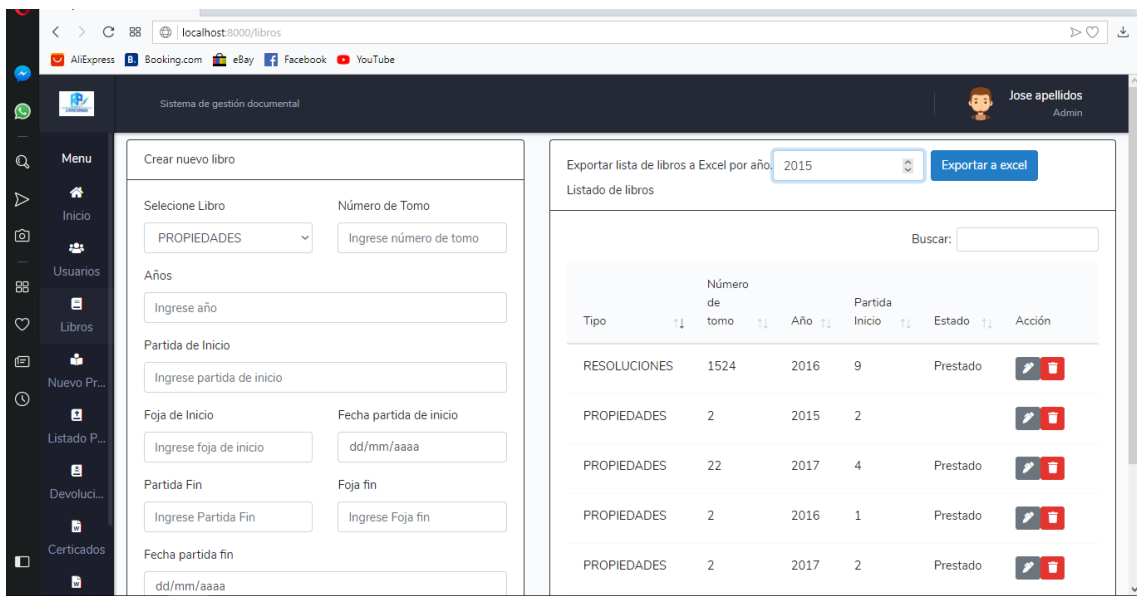 localhost:8000/libros
AliExpress B. Booking.com eBay Facebook YouTube
Sistema de gestión documental
Jose apellidos
Admin
Menu
Inicio
Usuarios
Libros
Nuevo Pr...
Listado P...
Devoluci...
Certicados
Crear nuevo libro
Selecione Libro Número de Tomo
PROPIEDADES Ingrese número de tomo
Años
Ingrese año
Partida de Inicio
Ingrese partida de inicio
Foja de Inicio Fecha partida de inicio
Ingrese foja de inicio dd/mm/aaaa
Partida Fin Foja fin
Ingrese Partida Fin Ingrese Foja fin
Fecha partida fin
dd/mm/aaaa
Exportar lista de libros a Excel por año. 2015 Exportar a excel
Listado de libros
Buscar:
Tipo Número de tomo Año Partida Inicio Estado Acción
RESOLUCIONES 1524 2016 9 Prestado
PROPIEDADES 2 2015 2
PROPIEDADES 22 2017 4 Prestado
PROPIEDADES 2 2016 1 Prestado
PROPIEDADES 2 2017 2 Prestado